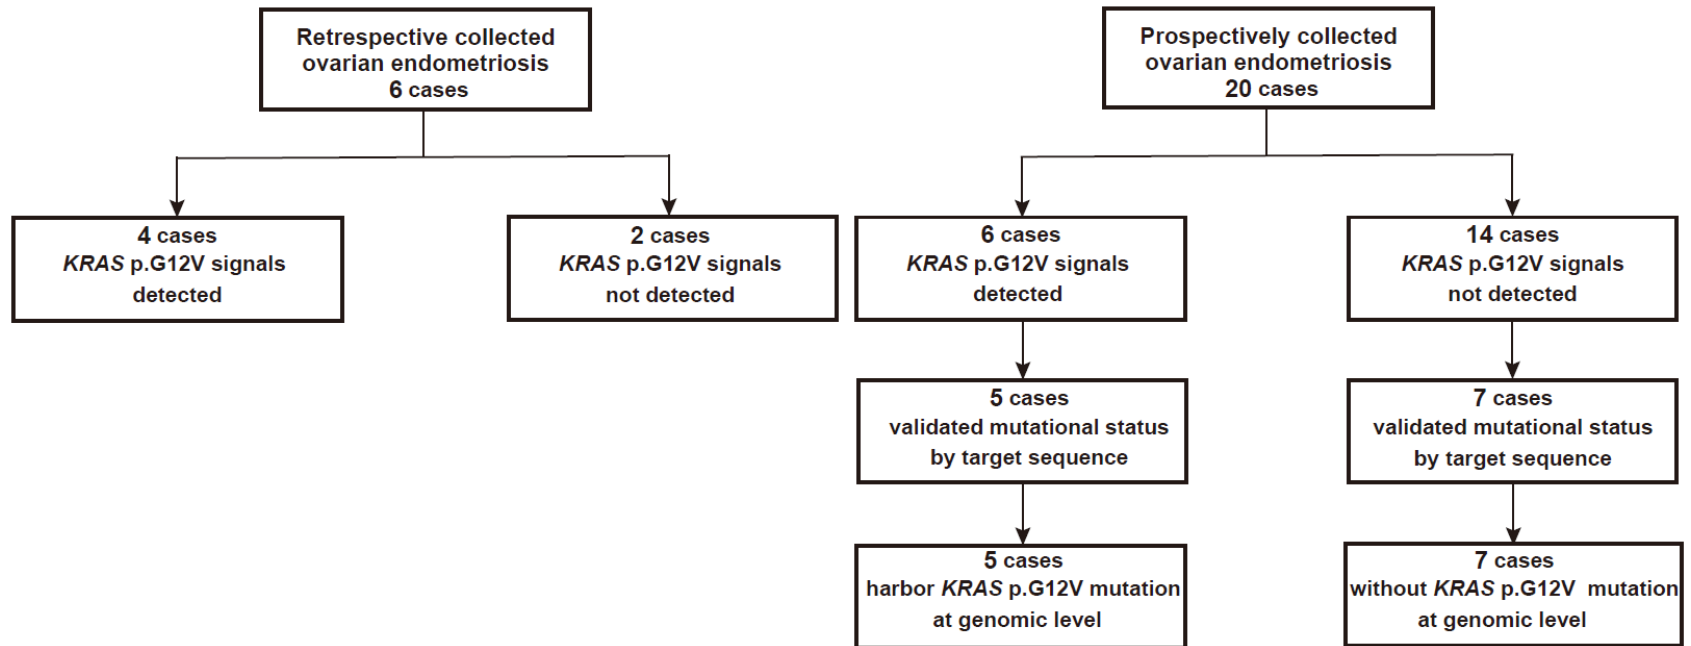 Retrespective collected
ovarian endometriosis
6 cases
Prospectively collected
ovarian endometriosis
20 cases
4 cases
KRAS p.G12V signals
detected
2 cases
KRAS p.G12V signals
not detected
6 cases
KRAS p.G12V signals
detected
14 cases
KRAS p.G12V signals
not detected
5 cases
validated mutational status
by target sequence
7 cases
validated mutational status
by target sequence
5 cases
harbor KRAS p.G12V mutation
at genomic level
7 cases
without KRAS p.G12V mutation
at genomic level